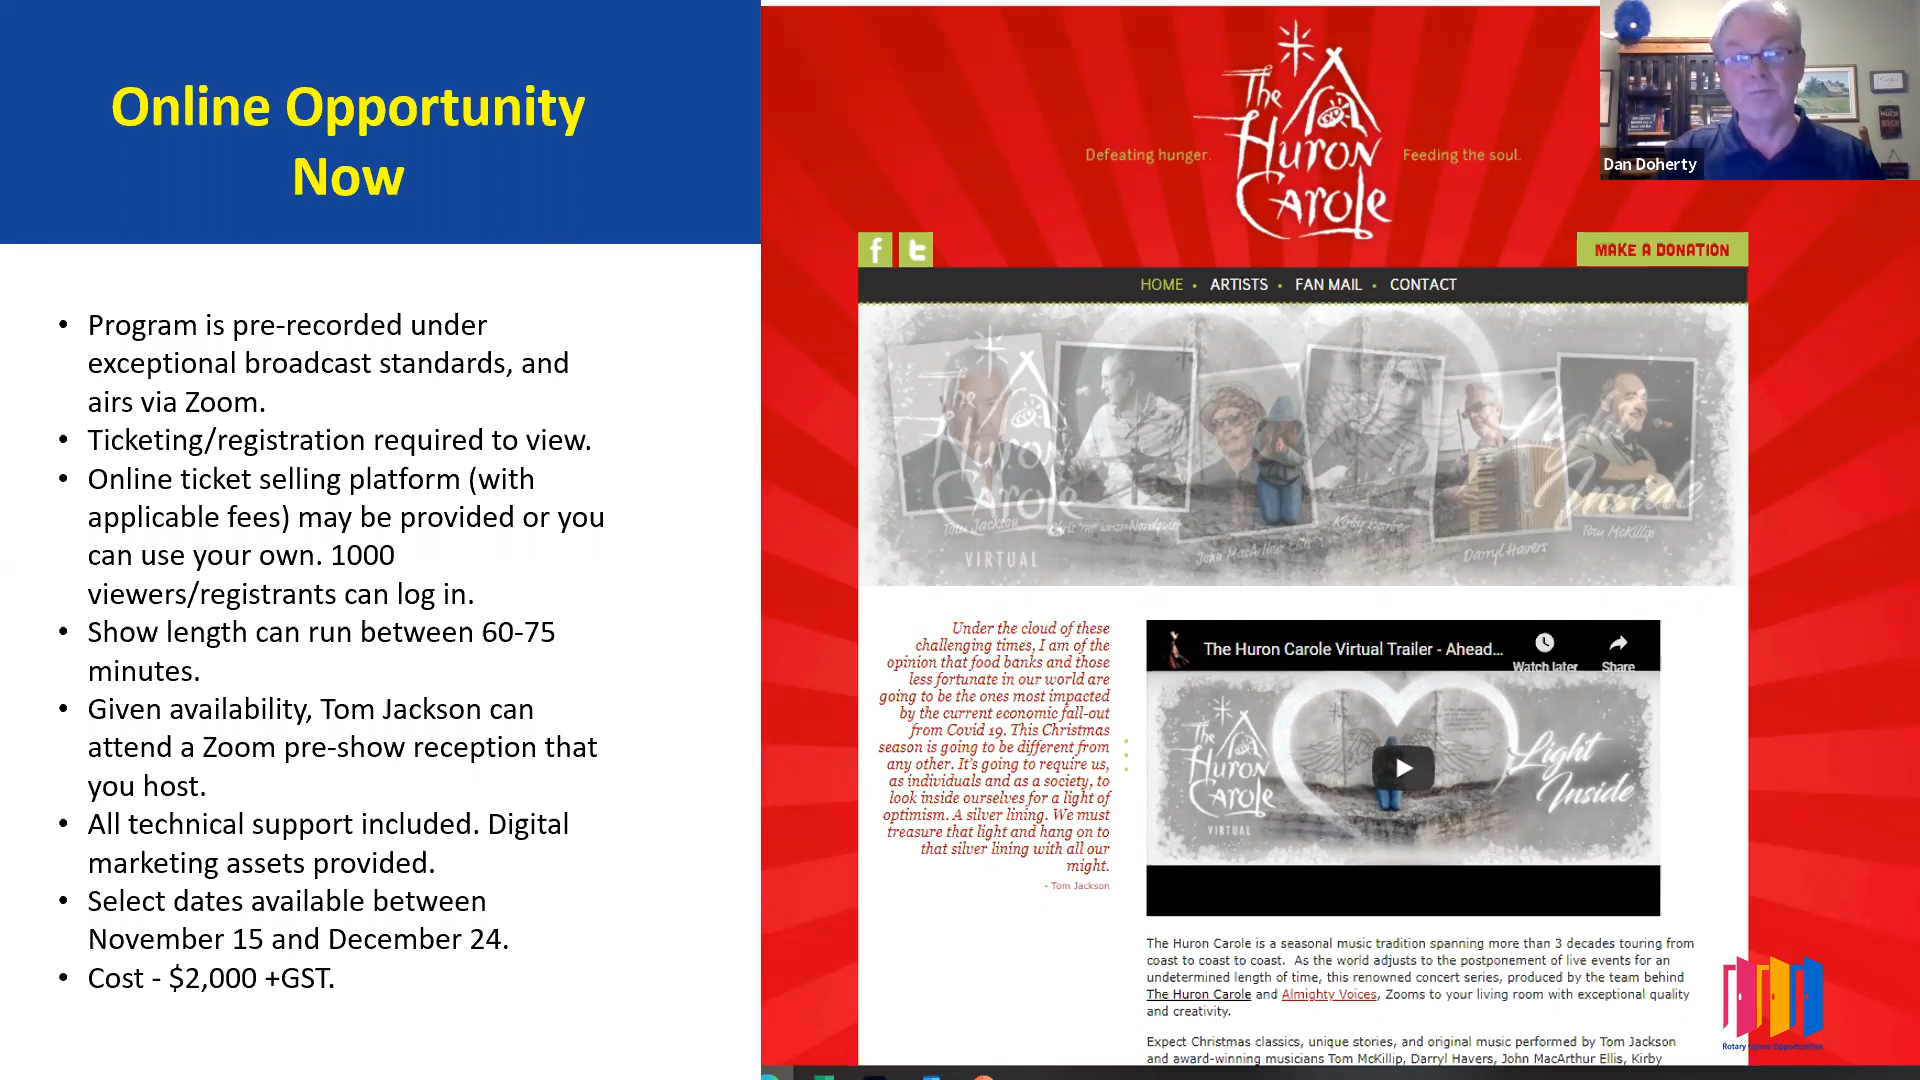 Online Opportunity
Now
• Program is pre-recorded under
exceptional broadcast standards, and
airs via Zoom.
• Ticketing/registration required to view.
• Online ticket selling platform (with
applicable fees) may be provided or you
can use your own. 1000
viewers/registrants can log in.
• Show length can run between 60-75
minutes.
• Given availability, Tom Jackson can
attend a Zoom pre-show reception that
you host.
• All technical support included. Digital
marketing assets provided.
• Select dates available between
November 15 and December 24.
• Cost - $2,000 +GST.
Defeating hunger.
The
Huron
Carole
Feeding the soul.
Dan Doherty
MAKE A DONATION
HOME • ARTISTS • FAN MAIL • CONTACT
The
Huron
Carole
VIRTUAL
Tom Jackson
John MacArthur Ellis
Kirby Barber
Darryl Havers
Tom McKillip
Light
Inside
Under the cloud of these
challenging times, I am of the
opinion that food banks and those
less fortunate in our world are
going to be the ones most impacted
by the current economic fall-out
from Covid 19. This Christmas
season is going to be different from
any other. It's going to require us,
as individuals and as a society, to
look inside ourselves for a light of
optimism. A silver lining. We must
treasure that light and hang on to
that silver lining with all our
might.
- Tom Jackson
The Huron Carole Virtual Trailer - Ahead...
Watch later
Share
The
Huron
Carole
VIRTUAL
Light
Inside
The Huron Carole is a seasonal music tradition spanning more than 3 decades touring from
coast to coast to coast. As the world adjusts to the postponement of live events for an
undetermined length of time, this renowned concert series, produced by the team behind
The Huron Carole and Almighty Voices, Zooms to your living room with exceptional quality
and creativity.
Expect Christmas classics, unique stories, and original music performed by Tom Jackson
and award-winning musicians Tom McKillip, Darryl Havers, John MacArthur Ellis, Kirby
Rotary Opens Opportunities